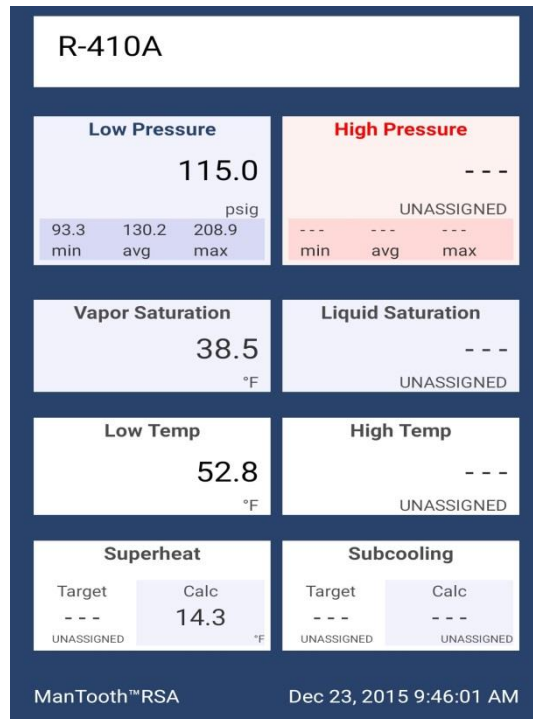 R-410A
Low Pressure
115.0
psig
93.3 130.2 208.9
min avg max
High Pressure
- - -
UNASSIGNED
- - - - - - - - -
min avg max
Vapor Saturation
38.5
°F
Liquid Saturation
- - -
UNASSIGNED
Low Temp
52.8
°F
High Temp
- - -
UNASSIGNED
Superheat
Target Calc
- - - 14.3
UNASSIGNED °F
Subcooling
Target Calc
- - - - - -
UNASSIGNED UNASSIGNED
ManTooth™RSA Dec 23, 2015 9:46:01 AM